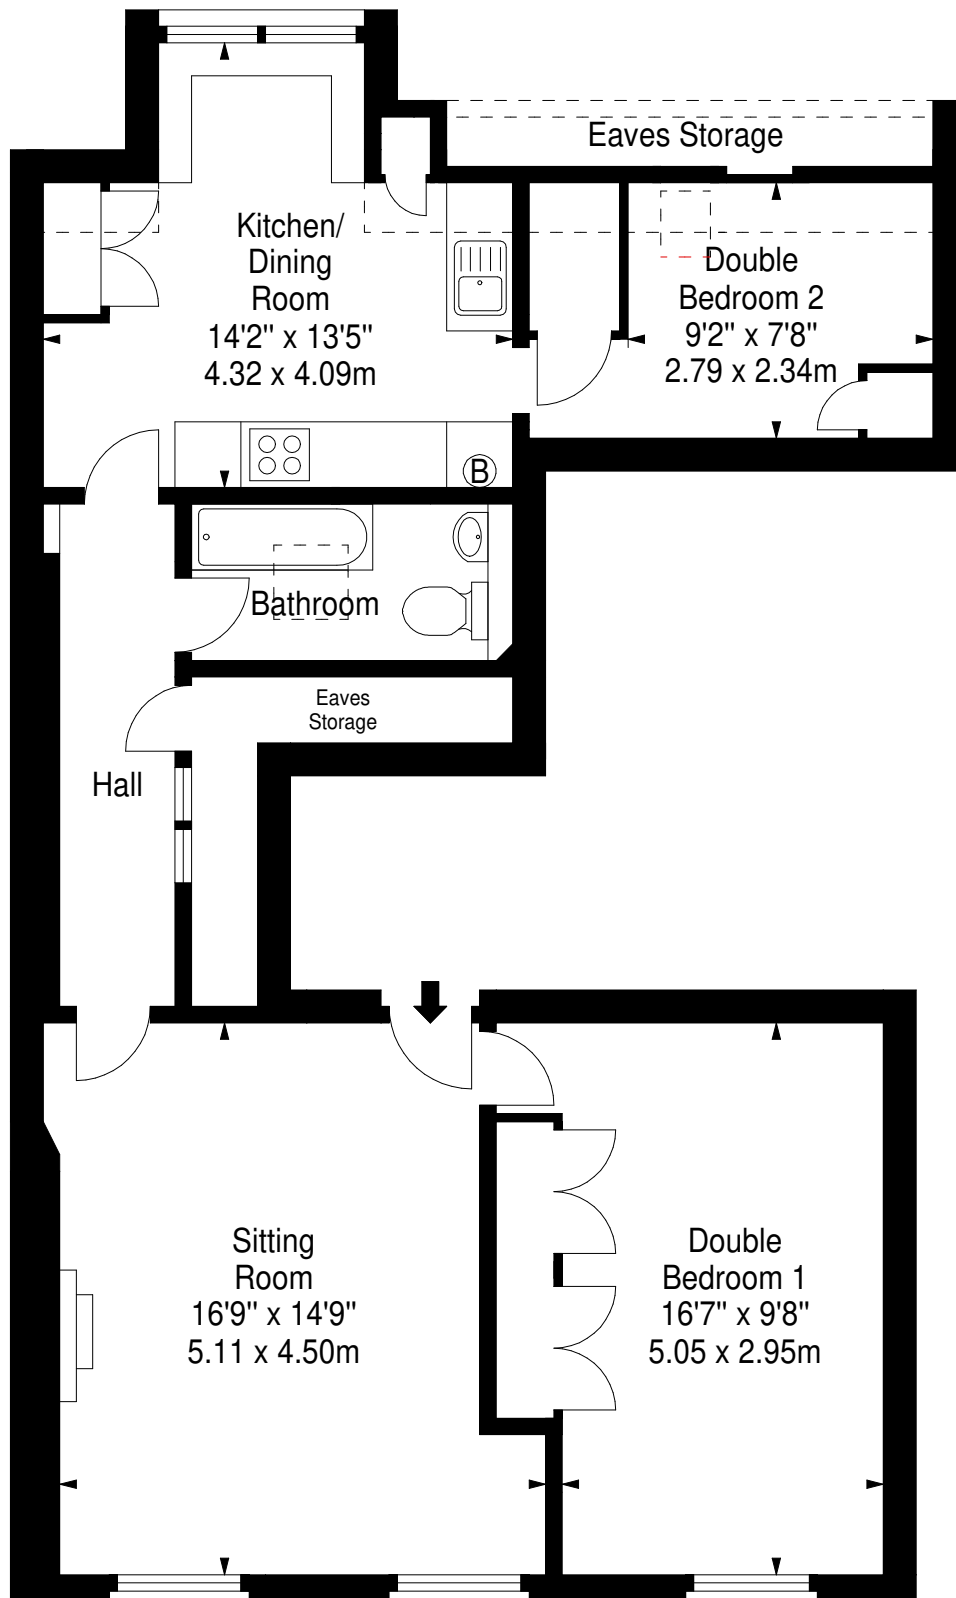 Eaves Storage
Kitchen/
Dining
Room
14'2" x 13'5"
4.32 x 4.09m
Double
Bedroom 2
9'2" x 7'8"
2.79 x 2.34m
B
Bathroom
Eaves
Storage
Hall
Sitting
Room
16'9" x 14'9"
5.11 x 4.50m
Double
Bedroom 1
16'7" x 9'8"
5.05 x 2.95m